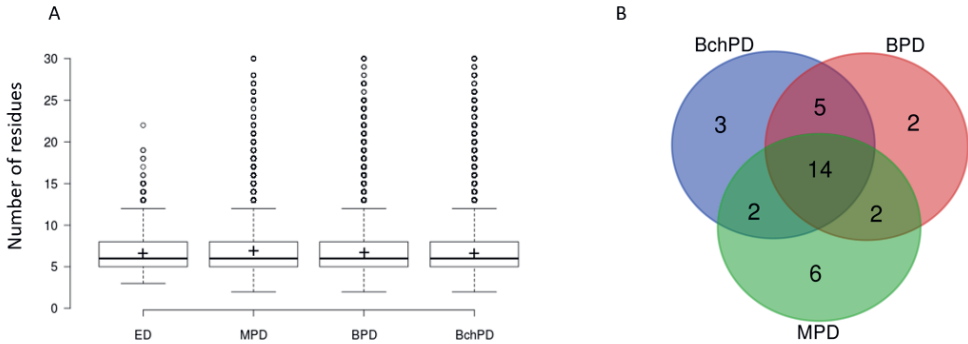 A
Number of residues
30
25
20
15
10
5
0
ED MPD BPD BchPD
B
BchPD BPD
3 5 2
14
2 2
6
MPD